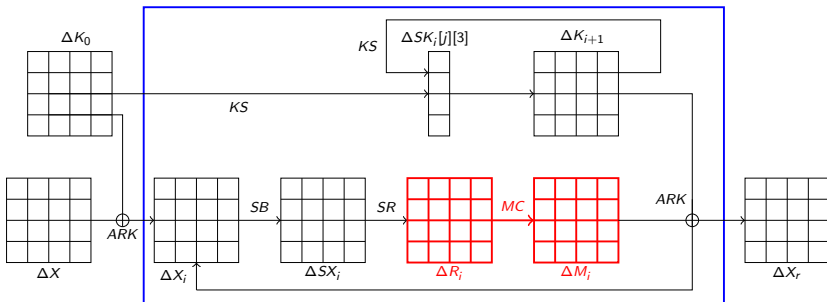 ΔK₀
ΔSKᵢ[j][3]
ΔKᵢ₊₁
KS
KS
ARK
SB
SR
MC
ARK
ΔX
ΔXᵢ
ΔSXᵢ
ΔRᵢ
ΔMᵢ
ΔXᵣ